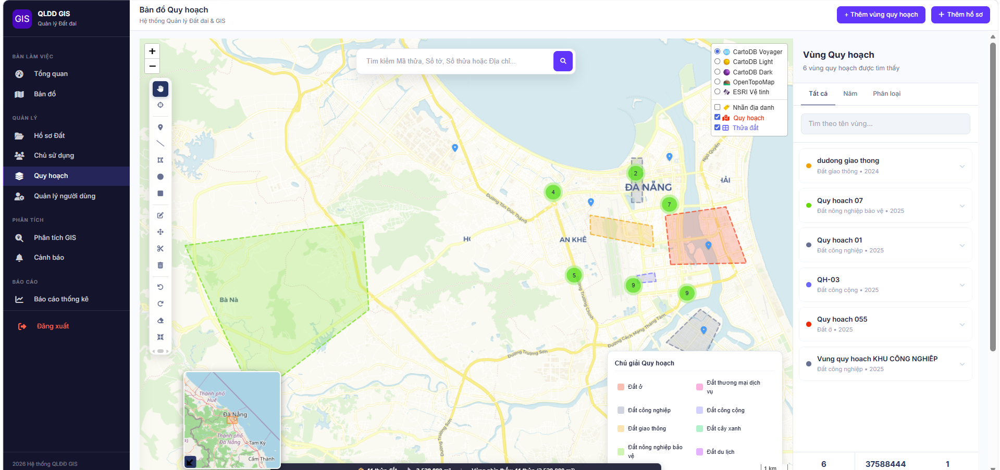 GIS
QLDD GIS
Quản lý Đất đai
BÀN LÀM VIỆC
Tổng quan
Bản đồ
QUẢN LÝ
Hồ sơ Đất
Chủ sử dụng
Quy hoạch
Quản lý người dùng
PHÂN TÍCH
Phân tích GIS
Cảnh báo
BÁO CÁO
Báo cáo thống kê
Đăng xuất
2026 Hệ thống QLĐĐ GIS
Bản đồ Quy hoạch
Hệ thống Quản lý Đất đai & GIS
+ Thêm vùng quy hoạch
+ Thêm hồ sơ
+
−
Tìm kiếm Mã thửa, Số tờ, Số thửa hoặc Địa chỉ...
CartoDB Voyager
CartoDB Light
CartoDB Dark
OpenTopoMap
ESRI Vệ tinh
Nhãn địa danh
Quy hoạch
Thửa đất
Ngô Quyền
HẢI
2
ĐÀ NẴNG
4
7
Đường Tôn Đức Thắng
AN KHÊ
5
9
9
Bà Nà
Đường Trường Chinh
Đường Cách Mạng Tháng Tám
Đường Trường Sơn
Đường Trường Sơn
Thành phố
Huế
Đà Nẵng
Thành phố
Đà Nẵng
Tam Kỳ
Cẩm Thành
Chú giải Quy hoạch
Đất ở
Đất thương mại dịch
vụ
Đất công nghiệp
Đất công cộng
Đất giao thông
Đất cây xanh
Đất nông nghiệp bảo
vệ
Đất du lịch
1 km
Vùng Quy hoạch
6 vùng quy hoạch được tìm thấy
Tất cả
Năm
Phân loại
Tìm theo tên vùng...
dudong giao thong
Đất giao thông • 2024
Quy hoach 07
Đất nông nghiệp bảo vệ • 2025
Quy hoach 01
Đất công nghiệp • 2025
QH-03
Đất công cộng • 2025
Quy hoach 055
Đất ở • 2025
Vung quy hoach KHU CÔNG NGHIÊP
Đất công nghiệp • 2025
6
37588444
1